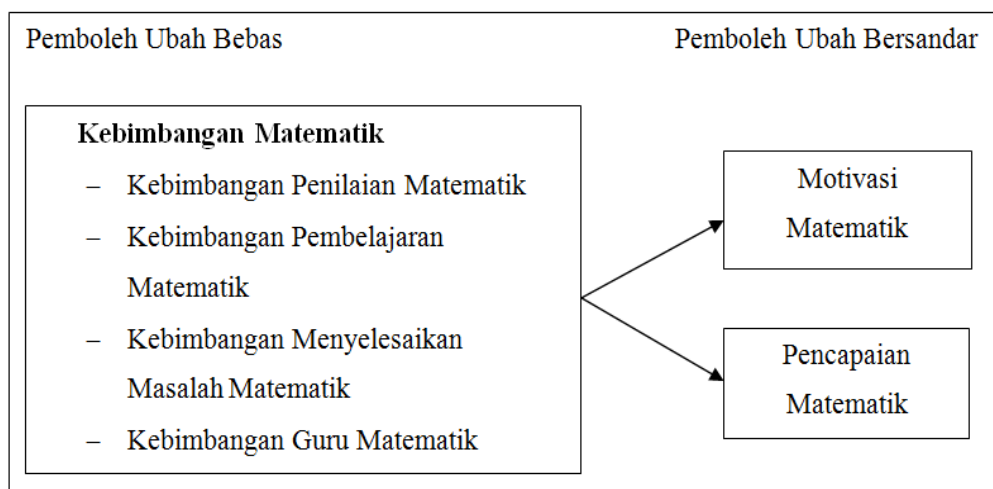 Pemboleh Ubah Bebas
Pemboleh Ubah Bersandar
Kebimbangan Matematik
– Kebimbangan Penilaian Matematik
– Kebimbangan Pembelajaran
Matematik
– Kebimbangan Menyelesaikan
Masalah Matematik
– Kebimbangan Guru Matematik
Motivasi
Matematik
Pencapaian
Matematik